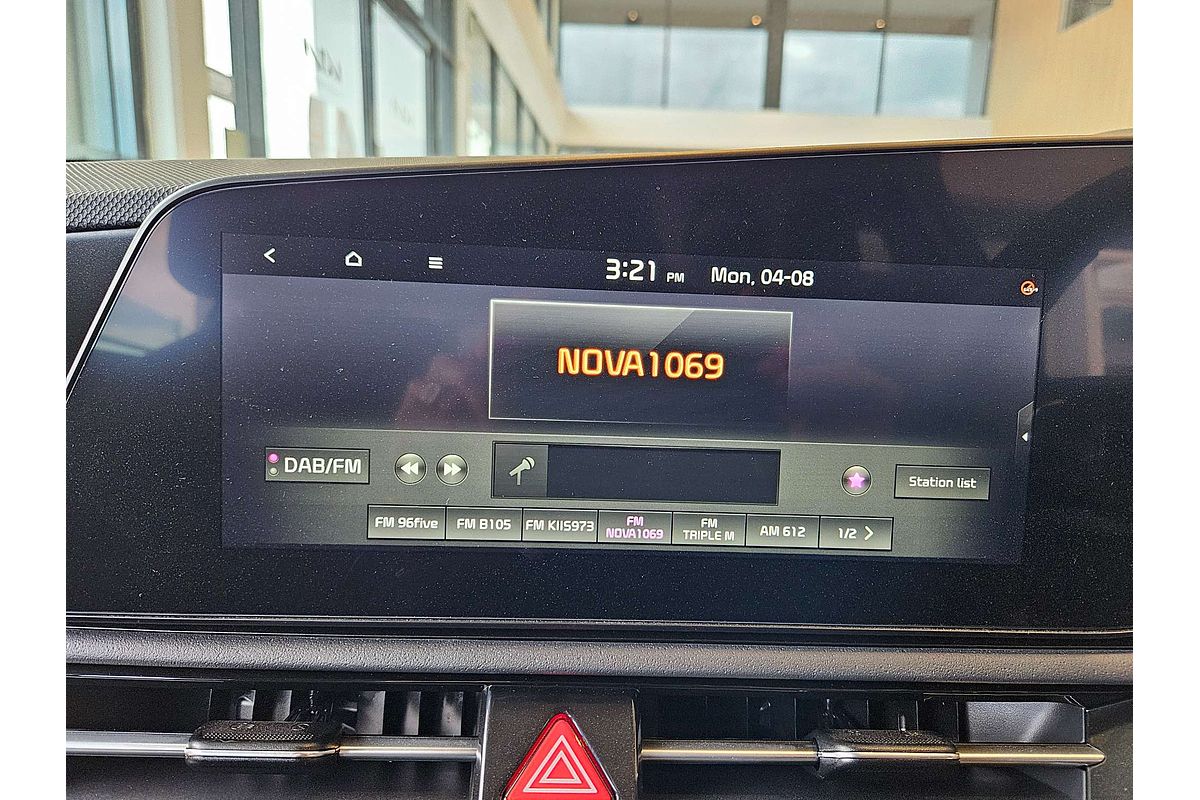 3:21 PM Mon, 04-08
NOVA1069
DAB/FM
Station list
FM 96five
FM B105
FM KIIS973
FM
NOVA1069
FM
TRIPLE M
AM 612
1/2